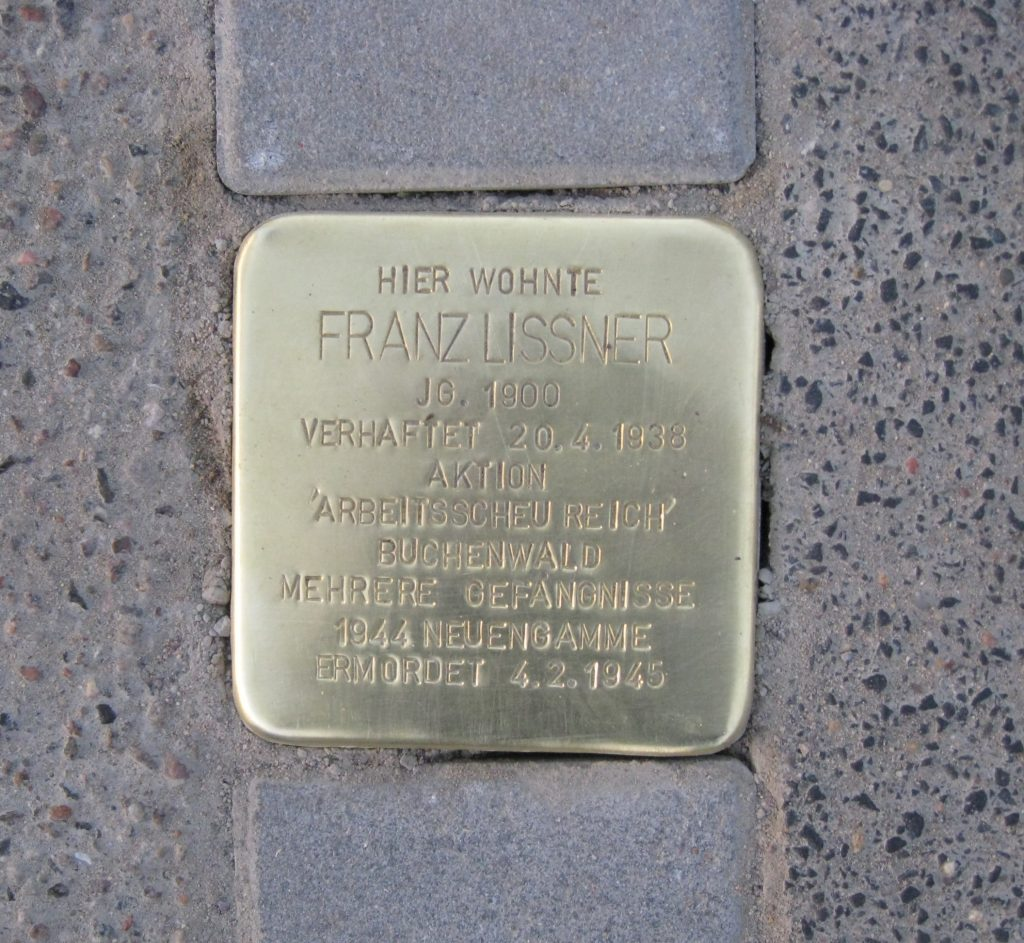 HIER WOHNTE
FRANZ LISSNER
JG. 1900
VERHAFTET 20.4.1938
AKTION
'ARBEITSSCHEU REICH'
BUCHENWALD
MEHRERE GEFÄNGNISSE
1944 NEUENGAMME
ERMORDET 4.2.1945